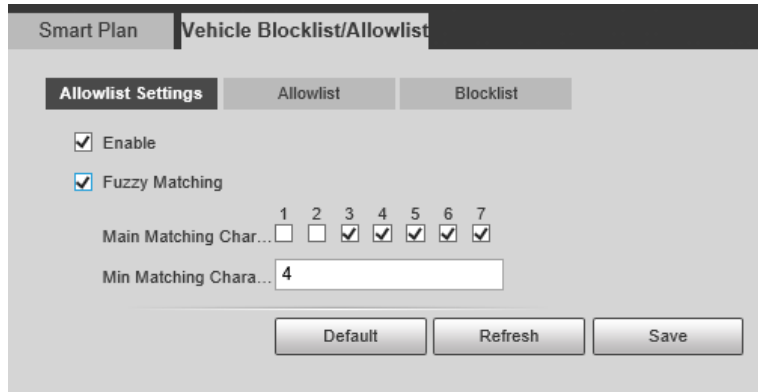 Smart Plan Vehicle Blocklist/Allowlist
Allowlist Settings Allowlist Blocklist
Enable
Fuzzy Matching
1 2 3 4 5 6 7
Main Matching Char...
Min Matching Chara... 4
Default Refresh Save